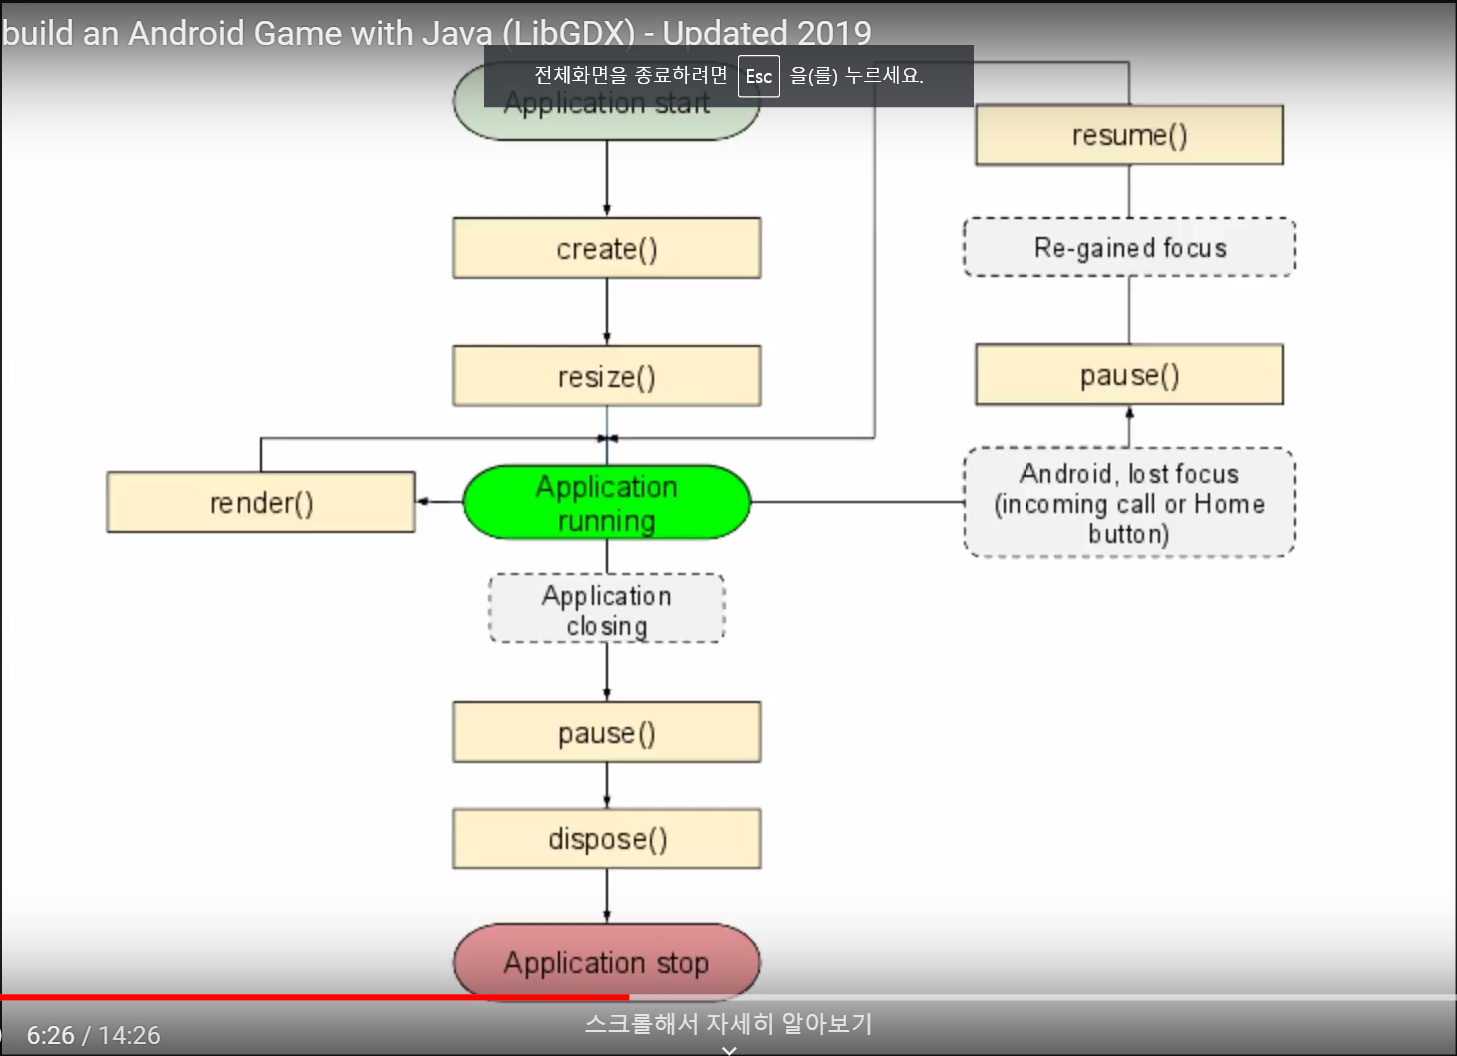 build an Android Game with Java (LibGDX) - Updated 2019
전체화면을 종료하려면 Esc 을(를) 누르세요.
Application start
resume()
create()
Re-gained focus
resize()
pause()
render()
Application
running
Android, lost focus
(incoming call or Home
button)
Application
closing
pause()
dispose()
Application stop
스크롤해서 자세히 알아보기
6:26 / 14:26